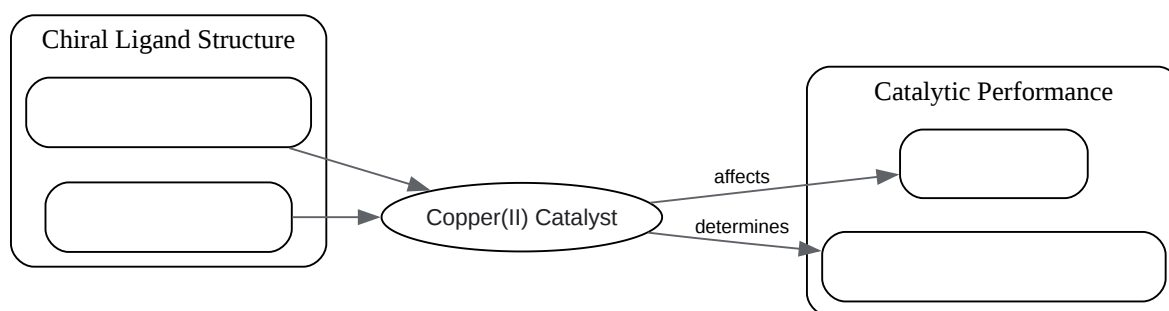 Chiral Ligand Structure
Catalytic Performance
Copper(II) Catalyst
affects
determines